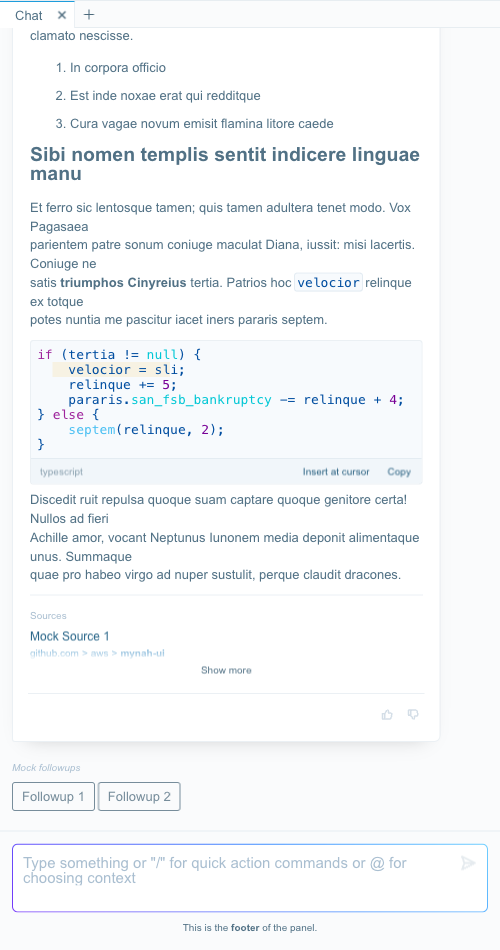 Chat
clamato nescisse.
1. In corpora officio
2. Est inde noxae erat qui redditque
3. Cura vagae novum emisit flamina litore caede
Sibi nomen templis sentit indicere linguae
manu
Et ferro sic lentosque tamen; quis tamen adultera tenet modo. Vox
Pagasaea
parientem patre sonum coniuge maculat Diana, iussit: misi lacertis.
Coniuge ne
satis triumphos Cinyreius tertia. Patrios hoc velocior relinque
ex totque
potes nuntia me pascitur iacet iners pararis septem.
if (tertia != null) {
    velocior = sli;
    relinque += 5;
    pararis.san_fsb_bankruptcy -= relinque + 4;
} else {
    septem(relinque, 2);
}
typescript Insert at cursor Copy
Discedit ruit repulsa quoque suam captare quoque genitore certa!
Nullos ad fieri
Achille amor, vocant Neptunus Iunonem media deponit alimentaque
unus. Summaque
quae pro habeo virgo ad nuper sustulit, perque claudit dracones.
Sources
Mock Source 1
github.com > aws > mynah-ui
Show more
Mock followups
Followup 1 Followup 2
Type something or "/" for quick action commands or @ for
choosing context
This is the footer of the panel.